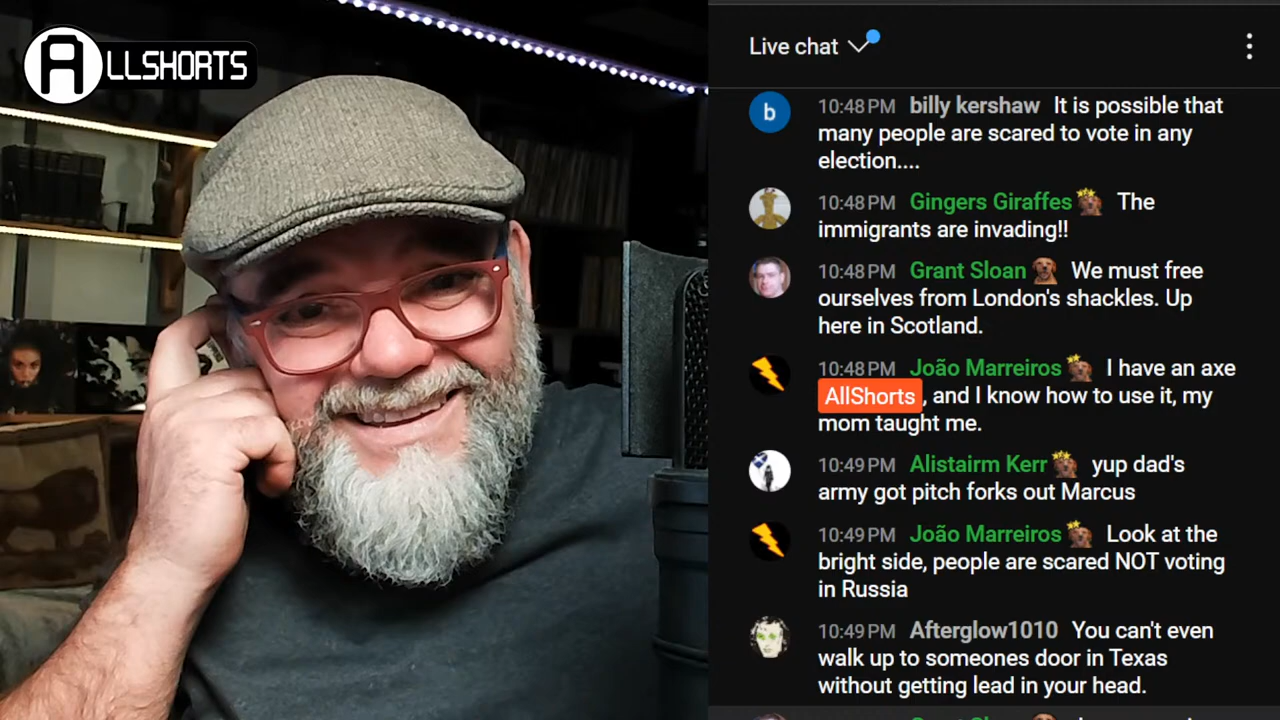 ALLSHORTS
Live chat
b
10:48 PM billy kershaw It is possible that
many people are scared to vote in any
election....
10:48 PM Gingers Giraffes The
immigrants are invading!!
10:48 PM Grant Sloan We must free
ourselves from London's shackles. Up
here in Scotland.
10:48 PM João Marreiros I have an axe
AllShorts, and I know how to use it, my
mom taught me.
10:49 PM Alistairm Kerr yup dad's
army got pitch forks out Marcus
10:49 PM João Marreiros Look at the
bright side, people are scared NOT voting
in Russia
10:49 PM Afterglow1010 You can't even
walk up to someones door in Texas
without getting lead in your head.